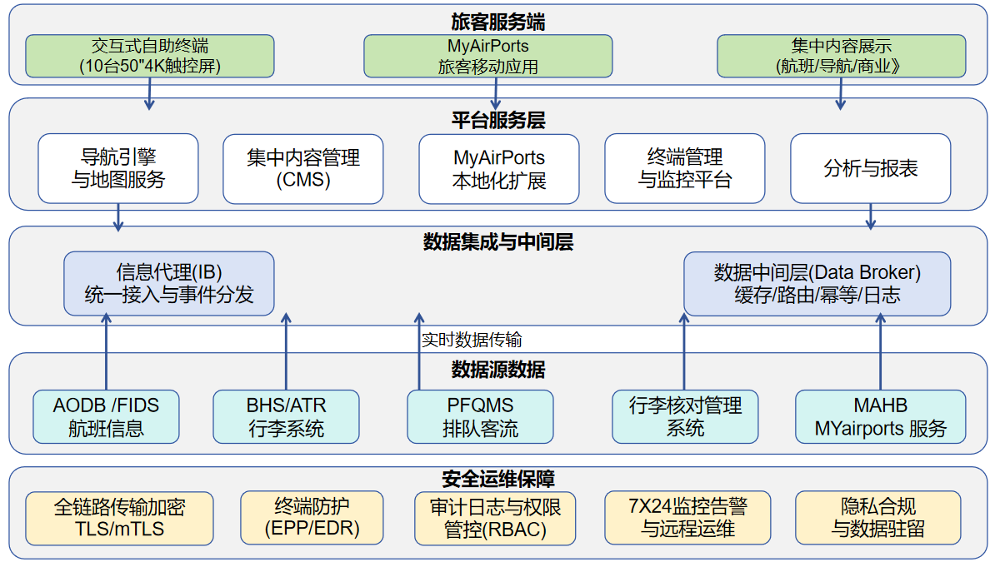 旅客服务端
交互式自助终端
(10台50"4K触控屏)
MyAirPorts
旅客移动应用
集中内容展示
(航班/导航/商业》
平台服务层
导航引擎
与地图服务
集中内容管理
(CMS)
MyAirPorts
本地化扩展
终端管理
与监控平台
分析与报表
数据集成与中间层
信息代理(IB)
统一接入与事件分发
数据中间层(Data Broker)
缓存/路由/幂等/日志
实时数据传输
数据源数据
AODB /FIDS
航班信息
BHS/ATR
行李系统
PFQMS
排队客流
行李核对管理
系统
MAHB
MYairports 服务
安全运维保障
全链路传输加密
TLS/mTLS
终端防护
(EPP/EDR)
审计日志与权限
管控(RBAC)
7X24监控告警
与远程运维
隐私合规
与数据驻留